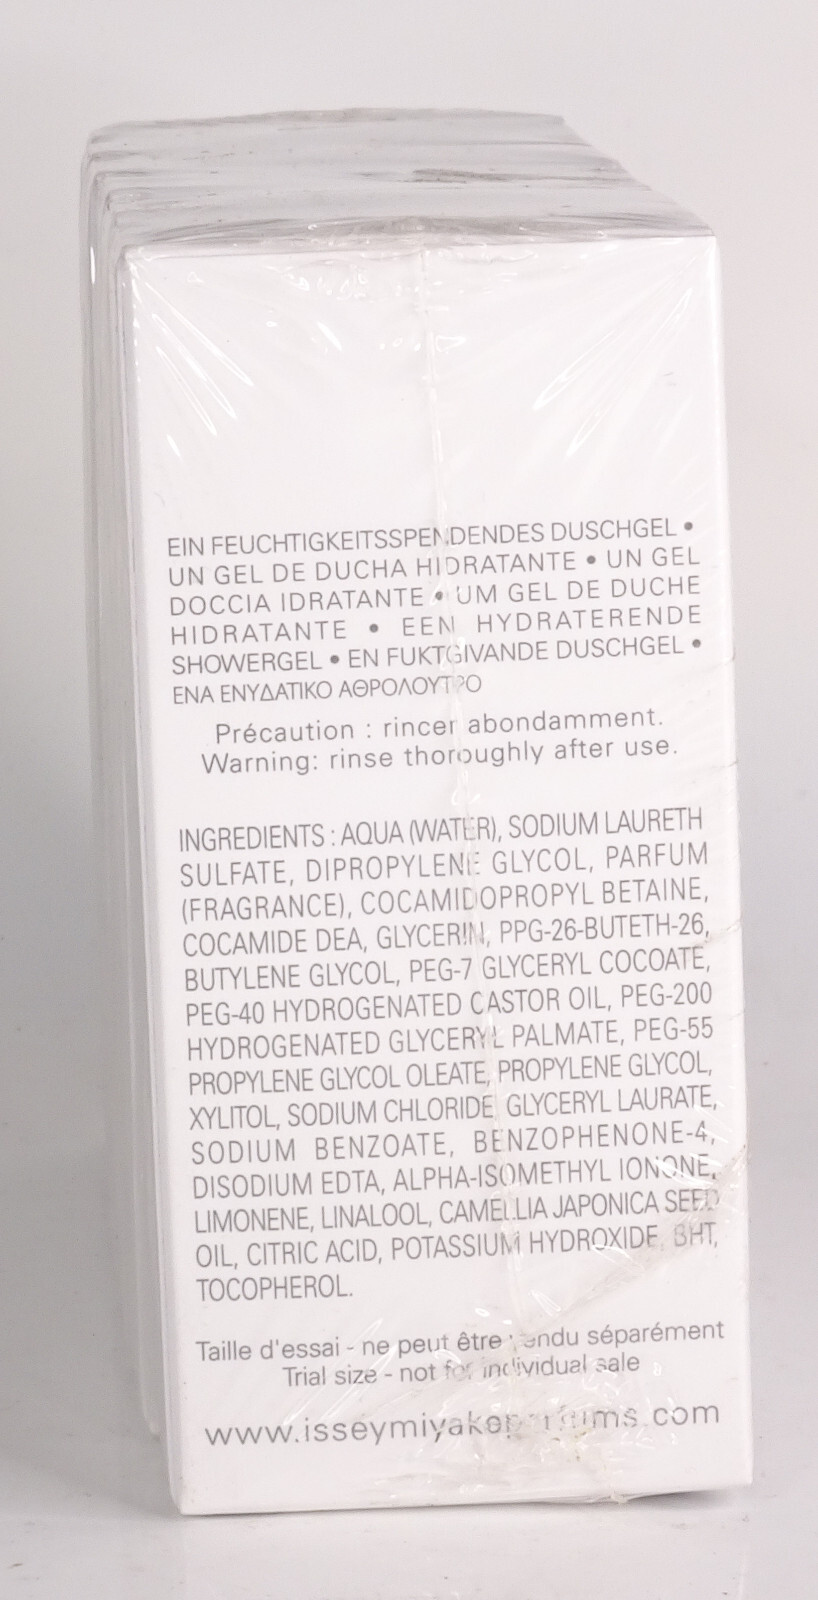 EIN FEUCHTIGKEITSSPENDENDES DUSCHGEL •
UN GEL DE DUCHA HIDRATANTE • UN GEL
DOCCIA IDRATANTE • UM GEL DE DUCHE
HIDRATANTE • EEN HYDRATERENDE
SHOWERGEL • EN FUKTGIVANDE DUSCHGEL •
ΕΝΑ ΕΝΥΔΑΤΙΚΟ ΑΦΡΟΛΟΥΤΡΟ
Précaution : rincer abondamment.
Warning: rinse thoroughly after use.
INGREDIENTS : AQUA (WATER), SODIUM LAURETH
SULFATE, DIPROPYLENE GLYCOL, PARFUM
(FRAGRANCE), COCAMIDOPROPYL BETAINE,
COCAMIDE DEA, GLYCERIN, PPG-26-BUTETH-26,
BUTYLENE GLYCOL, PEG-7 GLYCERYL COCOATE,
PEG-40 HYDROGENATED CASTOR OIL, PEG-200
HYDROGENATED GLYCERYL PALMATE, PEG-55
PROPYLENE GLYCOL OLEATE, PROPYLENE GLYCOL,
XYLITOL, SODIUM CHLORIDE, GLYCERYL LAURATE,
SODIUM BENZOATE, BENZOPHENONE-4,
DISODIUM EDTA, ALPHA-ISOMETHYL IONONE,
LIMONENE, LINALOOL, CAMELLIA JAPONICA SEED
OIL, CITRIC ACID, POTASSIUM HYDROXIDE, BHT,
TOCOPHEROL.
Taille d'essai - ne peut être vendu séparément
Trial size - not for individual sale
www.isseymiyakeparfums.com